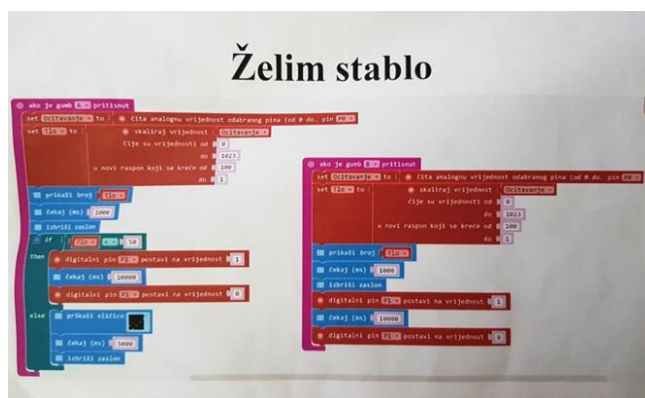 Želim stablo
ako je gumb A pritisnut
set Ocitavanje to čita analognu vrijednost odabranog pina (od 0 do… pin P0
set Tlo to skaliraj vrijednost Ocitavanje
čije su vrijednosti od 0
do 1023
u novi raspon koji se kreće od 100
do 1
prikaži broj Tlo
čekaj (ms) 1000
izbriši zaslon
if Tlo < 50
then
digitalni pin P1 postavi na vrijednost 1
čekaj (ms) 10000
digitalni pin P1 postavi na vrijednost 0
else prikaži sličicu
čekaj (ms) 5000
izbriši zaslon
ako je gumb B pritisnut
set Ocitavanje to čita analognu vrijednost odabranog pina (od 0 do… pin P0
set Tlo to skaliraj vrijednost Ocitavanje
čije su vrijednosti od 0
do 1023
u novi raspon koji se kreće od 100
do 1
prikaži broj Tlo
čekaj (ms) 1000
izbriši zaslon
digitalni pin P1 postavi na vrijednost 1
čekaj (ms) 10000
digitalni pin P1 postavi na vrijednost 0